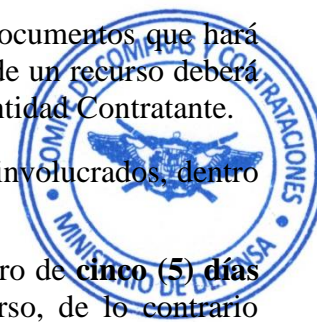 ocumentos que hará
de un recurso deberá
ntidad Contratante.
involucrados, dentro
ro de cinco (5) días
rso, de lo contrario
COMITÉ DE COMPRAS Y CONTRATACIONES
MINISTERIO DE DEFENSA